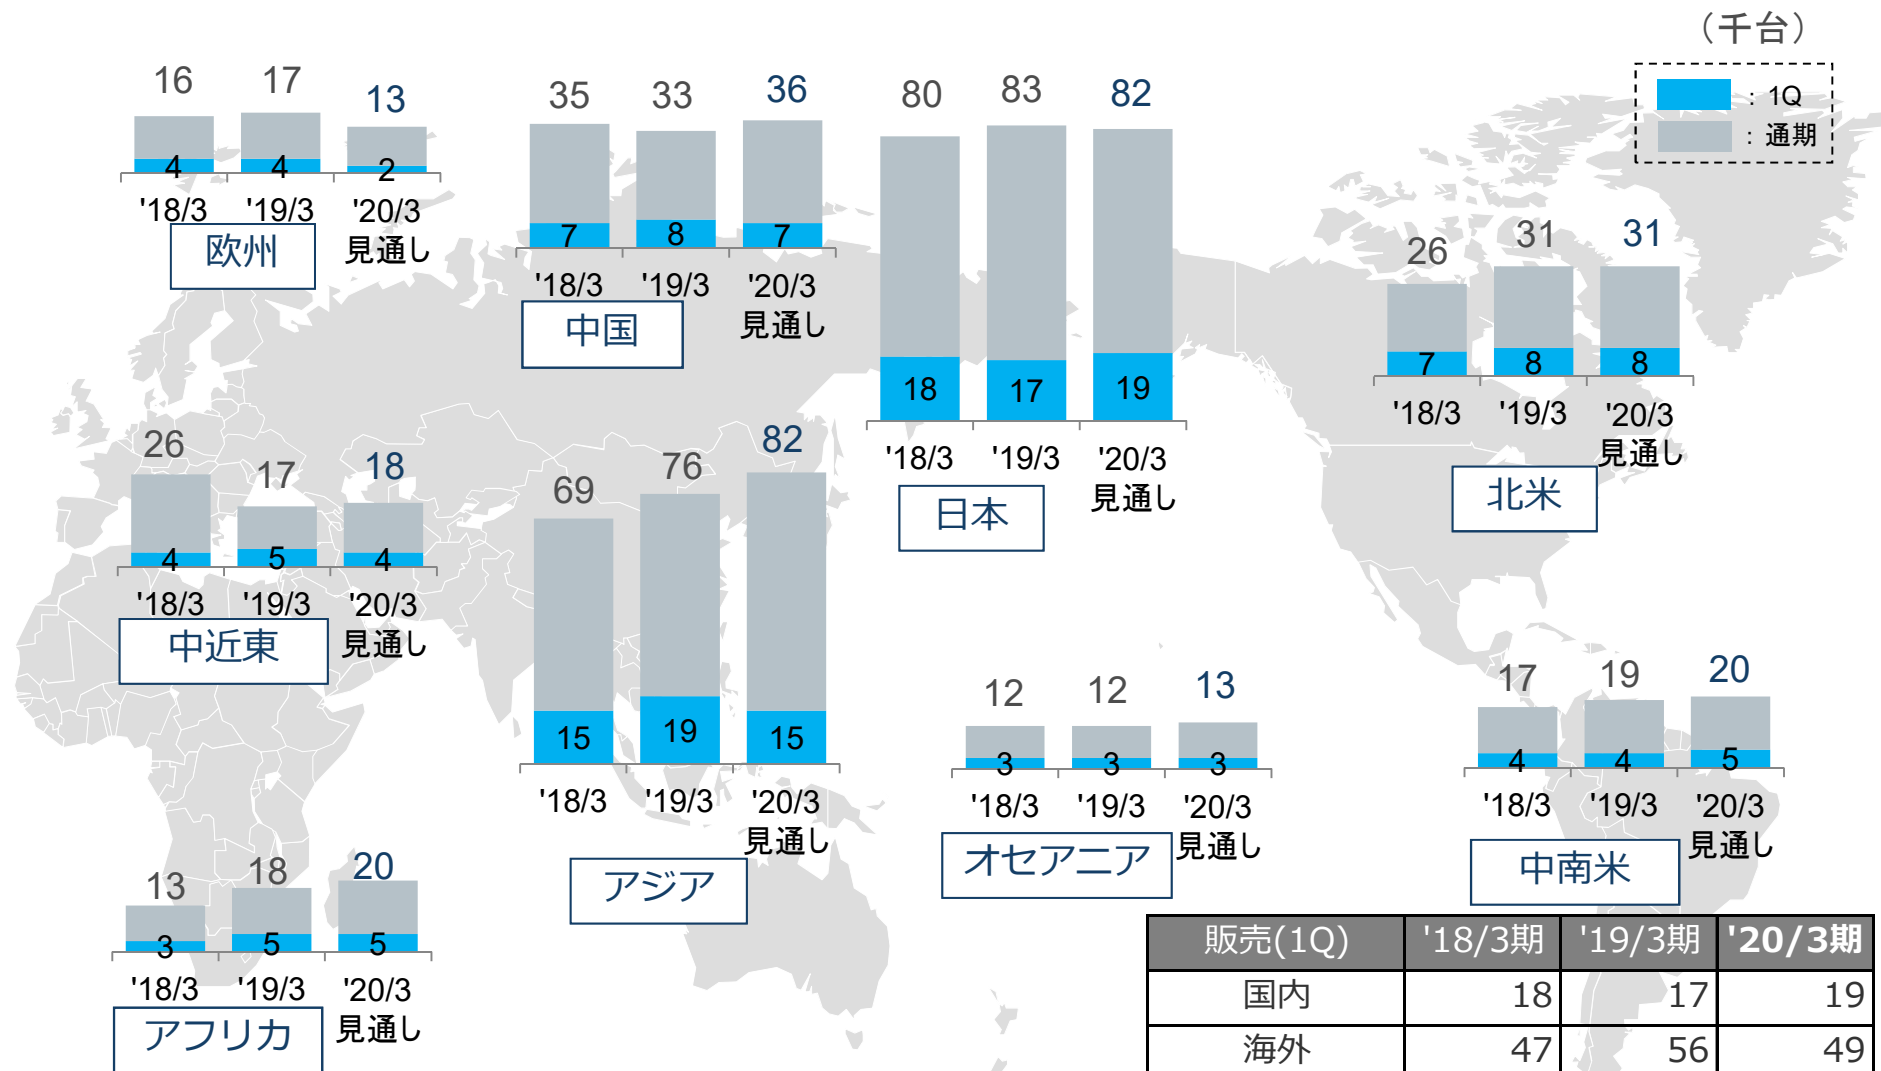 （千台）
：1Q
：通期
16 17 13
4 4 2
'18/3 '19/3 '20/3
見通し
欧州
35 33 36
7 8 7
'18/3 '19/3 '20/3
見通し
中国
80 83 82
18 17 19
'18/3 '19/3 '20/3
見通し
日本
26 31 31
7 8 8
'18/3 '19/3 '20/3
見通し
北米
26 17 18
4 5 4
'18/3 '19/3 '20/3
見通し
中近東
69 76 82
15 19 15
'18/3 '19/3 '20/3
見通し
アジア
12 12 13
3 3 3
'18/3 '19/3 '20/3
見通し
オセアニア
17 19 20
4 4 5
'18/3 '19/3 '20/3
見通し
中南米
13 18 20
3 5 5
'18/3 '19/3 '20/3
見通し
アフリカ
販売(1Q) '18/3期 '19/3期 '20/3期
国内 18 17 19
海外 47 56 49